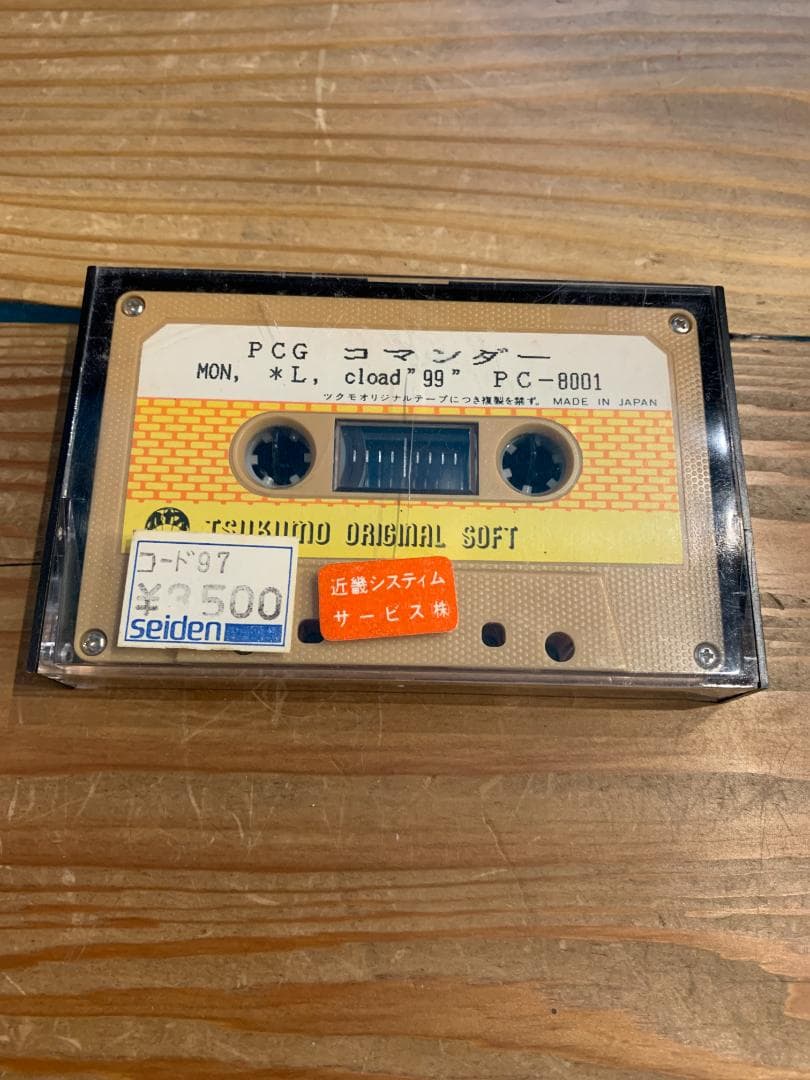 PCG コマンダー
MON, *L, cload"99" PC-8001
ツクモオリジナルテープにつき複製を禁ず。 MADE IN JAPAN
TSUKUMO ORIGINAL SOFT
コード97
¥3500
seiden
近畿システィム
サービス㈱